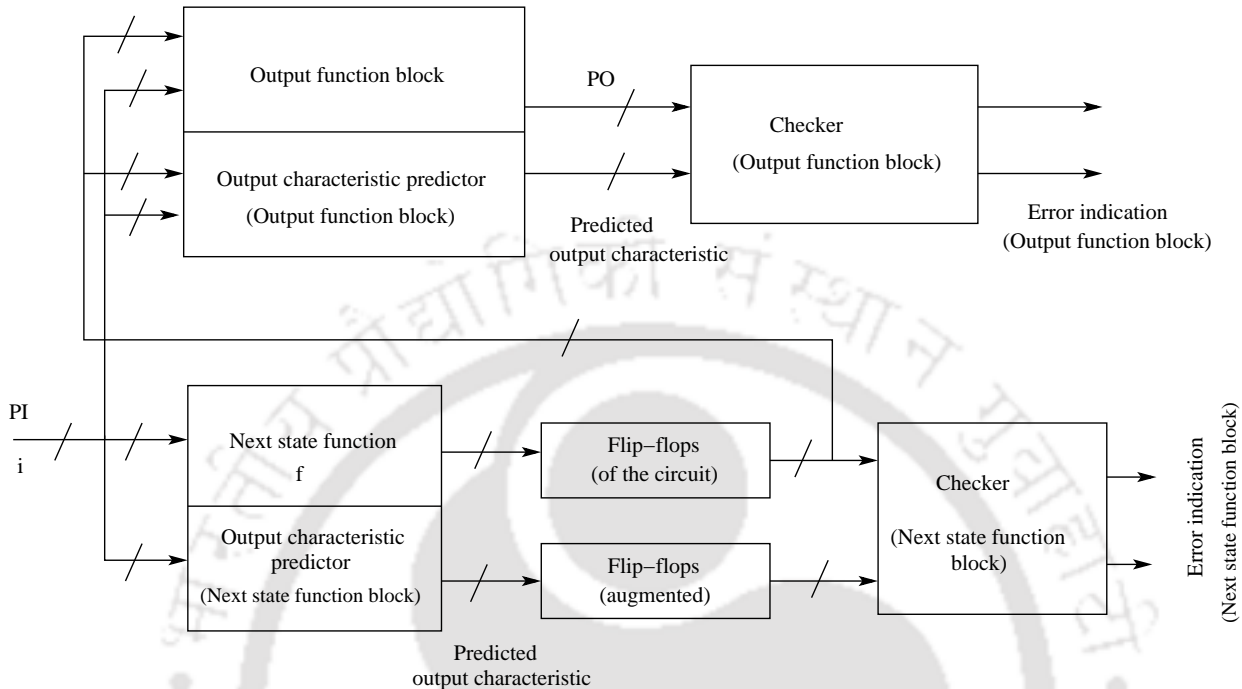 Output function block
PO
Checker
(Output function block)
Output characteristic predictor
(Output function block)
Predicted
output characteristic
Error indication
(Output function block)
PI
i
Next state function
f
Flip−flops
(of the circuit)
Checker
(Next state function
block)
Output characteristic
predictor
(Next state function block)
Flip−flops
(augmented)
Predicted
output characteristic
Error indication
(Next state function block)
भारतीय प्रौद्योगिकी संस्थान गुवाहाटी